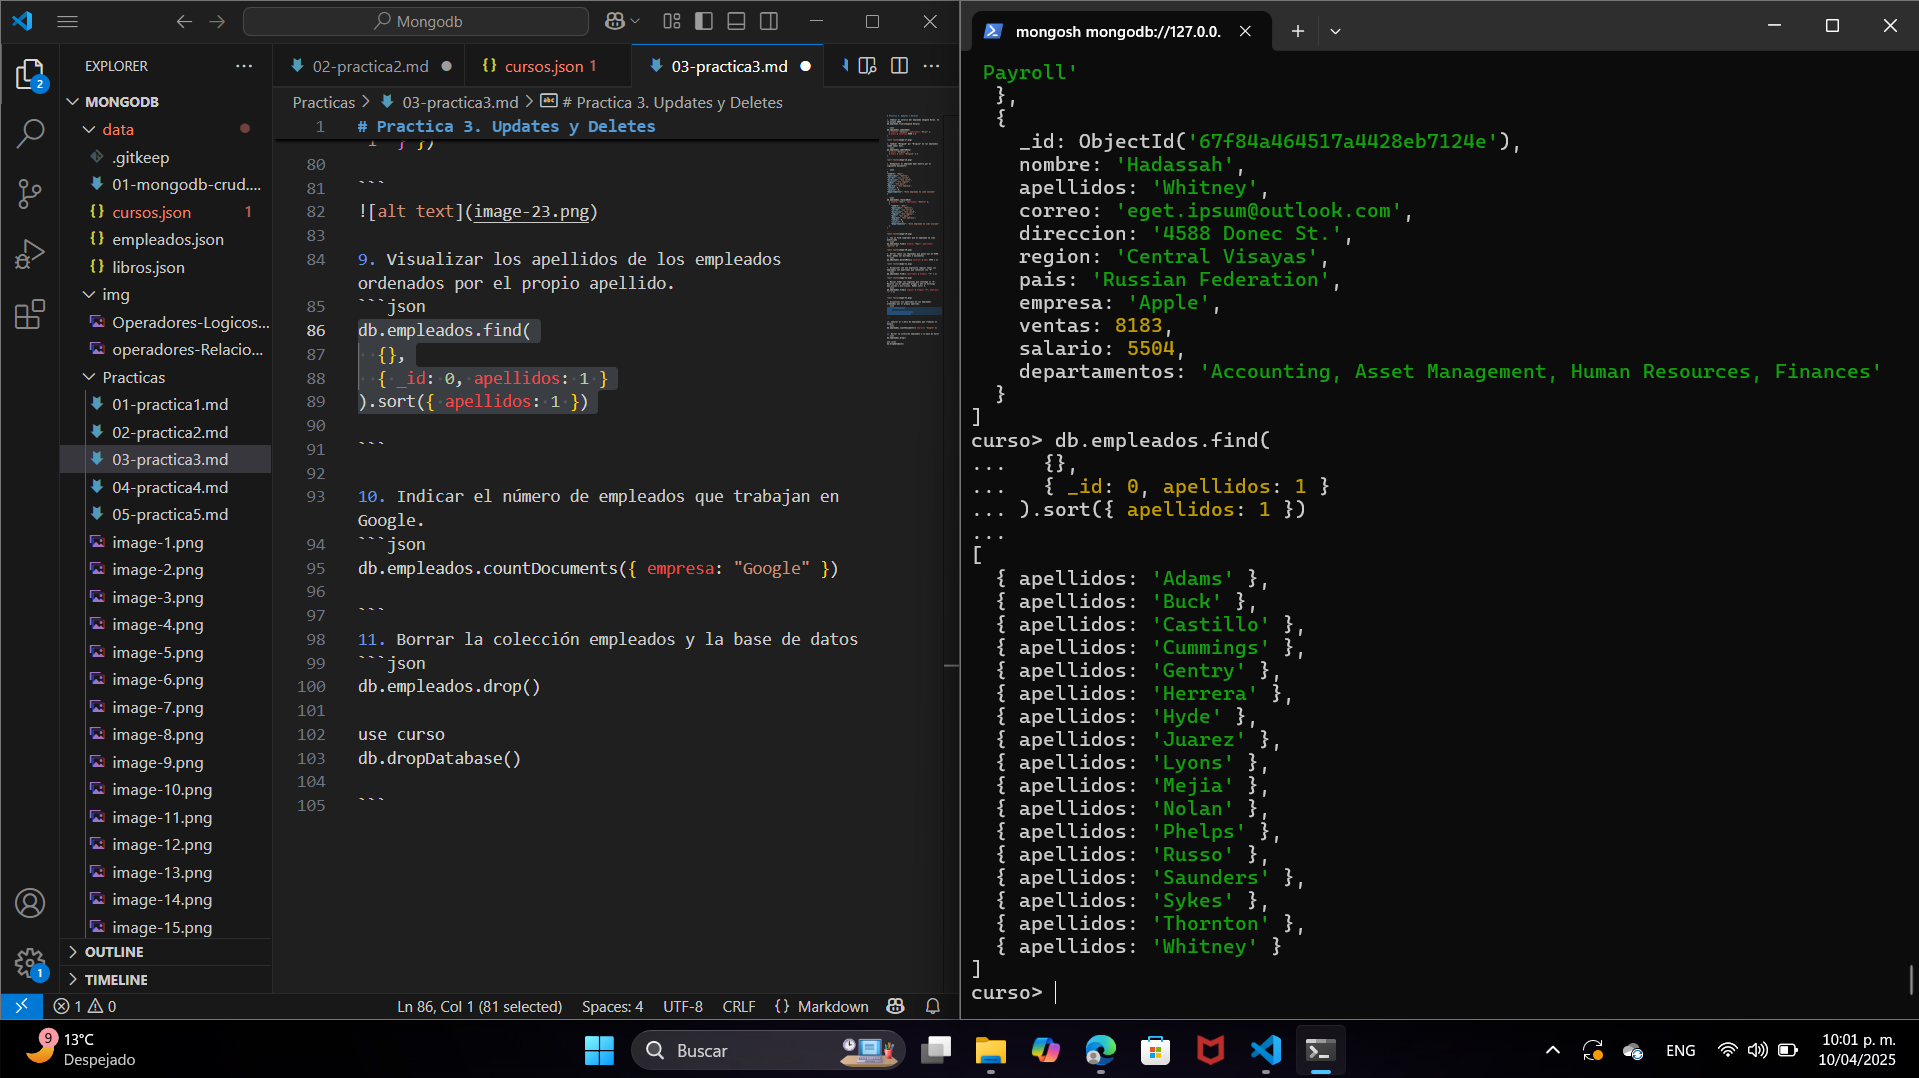 Mongodb
EXPLORER
MONGODB
data
.gitkeep
01-mongodb-crud....
cursos.json 1
empleados.json
libros.json
img
Operadores-Logicos...
operadores-Relacio...
Practicas
01-practica1.md
02-practica2.md
03-practica3.md
04-practica4.md
05-practica5.md
image-1.png
image-2.png
image-3.png
image-4.png
image-5.png
image-6.png
image-7.png
image-8.png
image-9.png
image-10.png
image-11.png
image-12.png
image-13.png
image-14.png
image-15.png
OUTLINE
TIMELINE
2
1
02-practica2.md
cursos.json 1
03-practica3.md
Practicas > 03-practica3.md > # Practica 3. Updates y Deletes
1 # Practica 3. Updates y Deletes
80
81 ```
82 ![alt text](image-23.png)
83
84 9. Visualizar los apellidos de los empleados
ordenados por el propio apellido.
85 ```json
86 db.empleados.find(
87 {},
88 { _id: 0, apellidos: 1 }
89 ).sort({ apellidos: 1 })
90
91 ```
92
93 10. Indicar el número de empleados que trabajan en
Google.
94 ```json
95 db.empleados.countDocuments({ empresa: "Google" })
96
97 ```
98 11. Borrar la colección empleados y la base de datos
99 ```json
100 db.empleados.drop()
101
102 use curso
103 db.dropDatabase()
104
105 ```
1 0
Ln 86, Col 1 (81 selected)
Spaces: 4
UTF-8
CRLF
{ } Markdown
mongosh mongodb://127.0.0.
Payroll'
},
{
_id: ObjectId('67f84a464517a4428eb7124e'),
nombre: 'Hadassah',
apellidos: 'Whitney',
correo: 'eget.ipsum@outlook.com',
direccion: '4588 Donec St.',
region: 'Central Visayas',
pais: 'Russian Federation',
empresa: 'Apple',
ventas: 8183,
salario: 5504,
departamentos: 'Accounting, Asset Management, Human Resources, Finances'
}
]
curso> db.empleados.find(
... {},
... { _id: 0, apellidos: 1 }
... ).sort({ apellidos: 1 })
...
[
{ apellidos: 'Adams' },
{ apellidos: 'Buck' },
{ apellidos: 'Castillo' },
{ apellidos: 'Cummings' },
{ apellidos: 'Gentry' },
{ apellidos: 'Herrera' },
{ apellidos: 'Hyde' },
{ apellidos: 'Juarez' },
{ apellidos: 'Lyons' },
{ apellidos: 'Mejia' },
{ apellidos: 'Nolan' },
{ apellidos: 'Phelps' },
{ apellidos: 'Russo' },
{ apellidos: 'Saunders' },
{ apellidos: 'Sykes' },
{ apellidos: 'Thornton' },
{ apellidos: 'Whitney' }
]
curso>
9
13°C
Despejado
Buscar
ENG
10:01 p. m.
10/04/2025